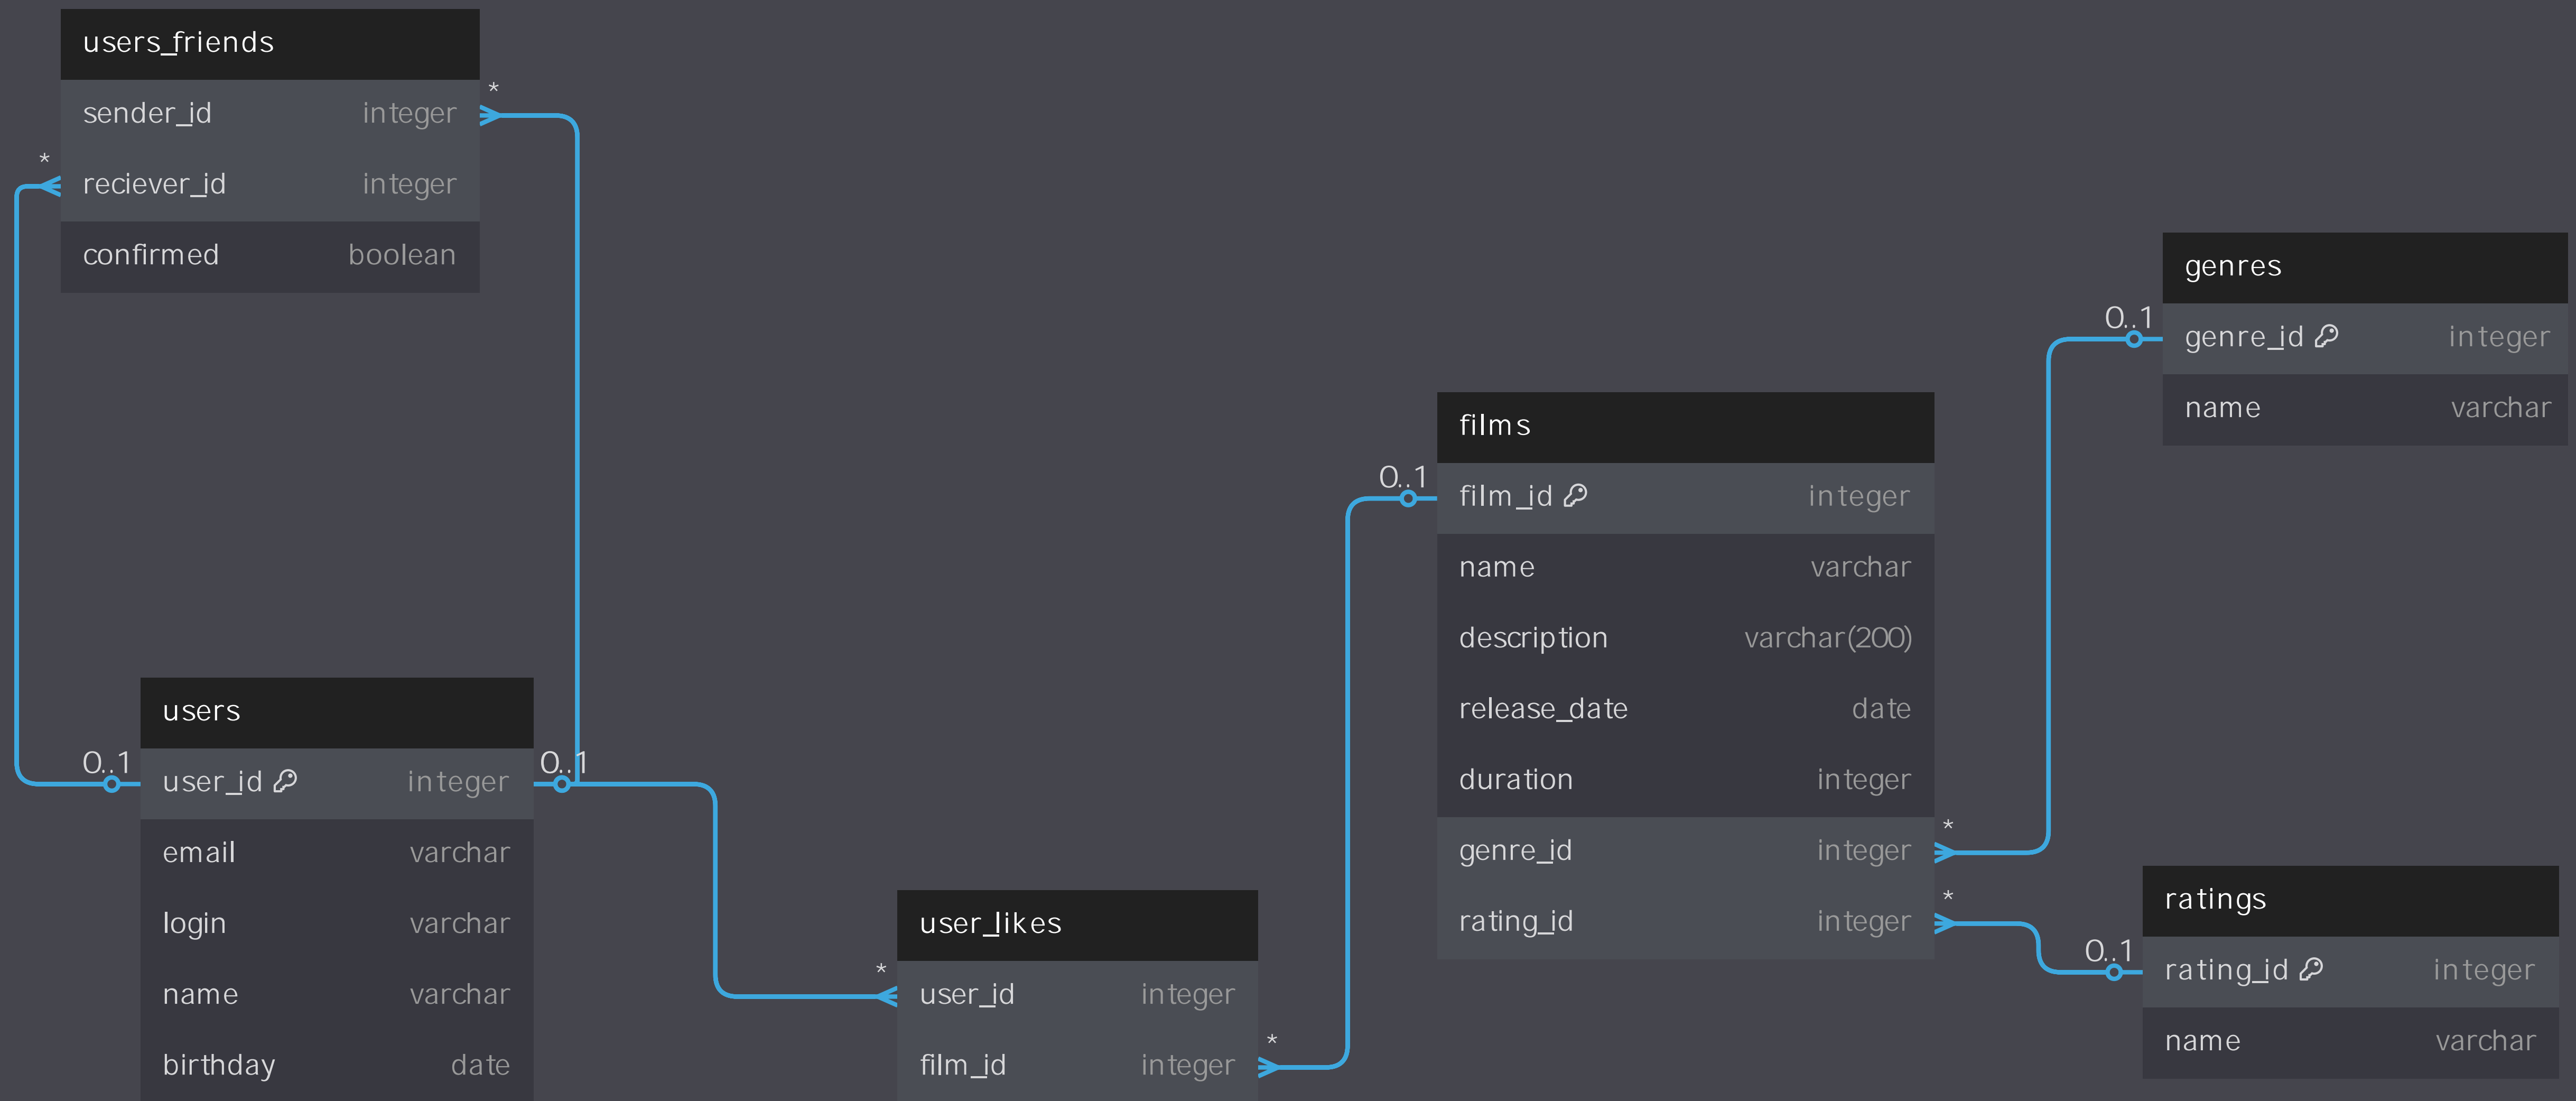 users_friends
*
sender_id integer
*
reciever_id integer
confirmed boolean
users
0..1 0..1
user_id integer
email varchar
login varchar
name varchar
birthday date
user_likes
*
user_id integer
*
film_id integer
films
0..1
film_id integer
name varchar
description varchar(200)
release_date date
duration integer
*
genre_id integer
*
rating_id integer
genres
0..1
genre_id integer
name varchar
ratings
0..1
rating_id integer
name varchar